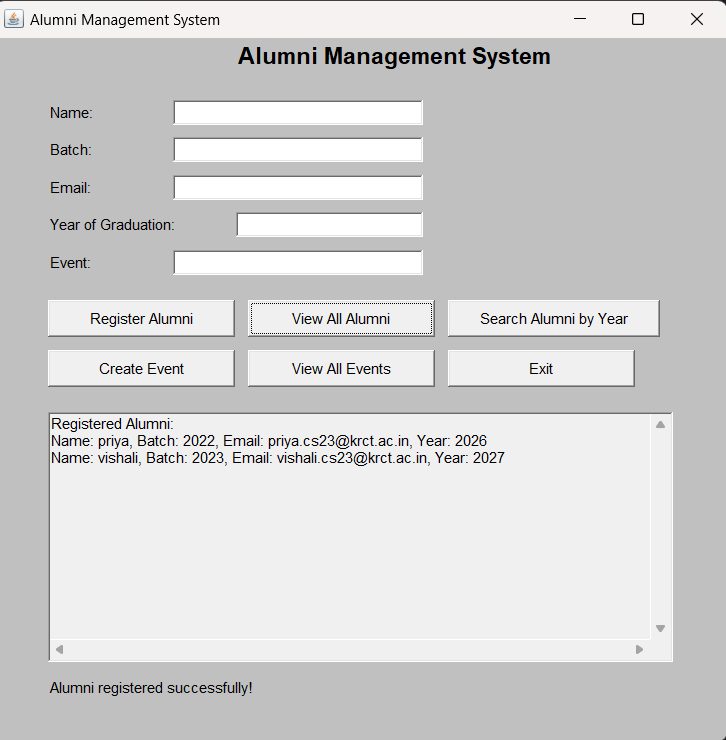 Alumni Management System
Alumni Management System
Name:
Batch:
Email:
Year of Graduation:
Event:
Register Alumni View All Alumni Search Alumni by Year
Create Event View All Events Exit
Registered Alumni:
Name: priya, Batch: 2022, Email: priya.cs23@krct.ac.in, Year: 2026
Name: vishali, Batch: 2023, Email: vishali.cs23@krct.ac.in, Year: 2027
Alumni registered successfully!